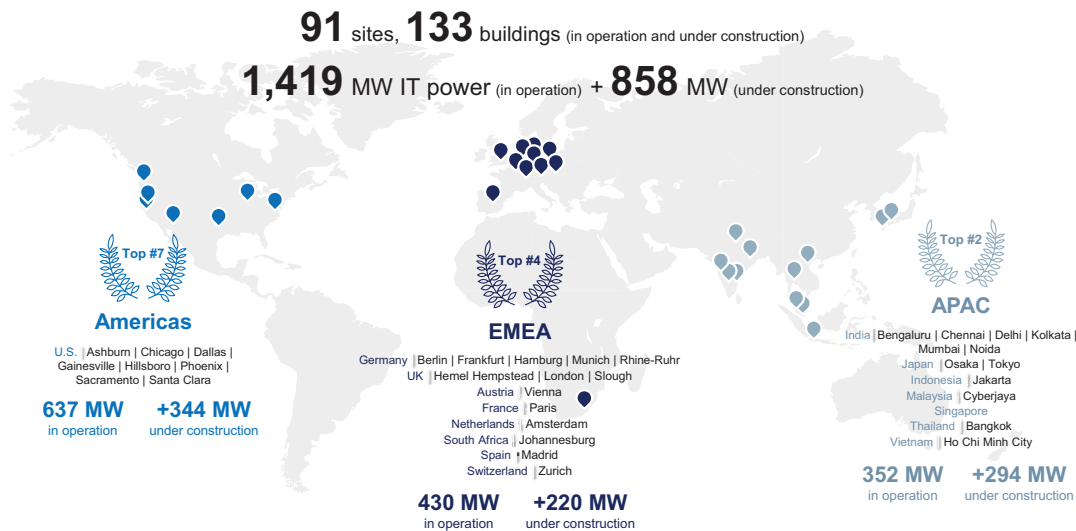 91 sites, 133 buildings (in operation and under construction)
1,419 MW IT power (in operation) + 858 MW (under construction)
Top #7
Americas
U.S. | Ashburn | Chicago | Dallas |
Gainesville | Hillsboro | Phoenix |
Sacramento | Santa Clara
637 MW
in operation
+344 MW
under construction
Top #4
EMEA
Germany | Berlin | Frankfurt | Hamburg | Munich | Rhine-Ruhr
UK | Hemel Hempstead | London | Slough
Austria | Vienna
France | Paris
Netherlands | Amsterdam
South Africa | Johannesburg
Spain | Madrid
Switzerland | Zurich
430 MW
in operation
+220 MW
under construction
Top #2
APAC
India | Bengaluru | Chennai | Delhi | Kolkata |
Mumbai | Noida
Japan | Osaka | Tokyo
Indonesia | Jakarta
Malaysia | Cyberjaya
Singapore
Thailand | Bangkok
Vietnam | Ho Chi Minh City
352 MW
in operation
+294 MW
under construction